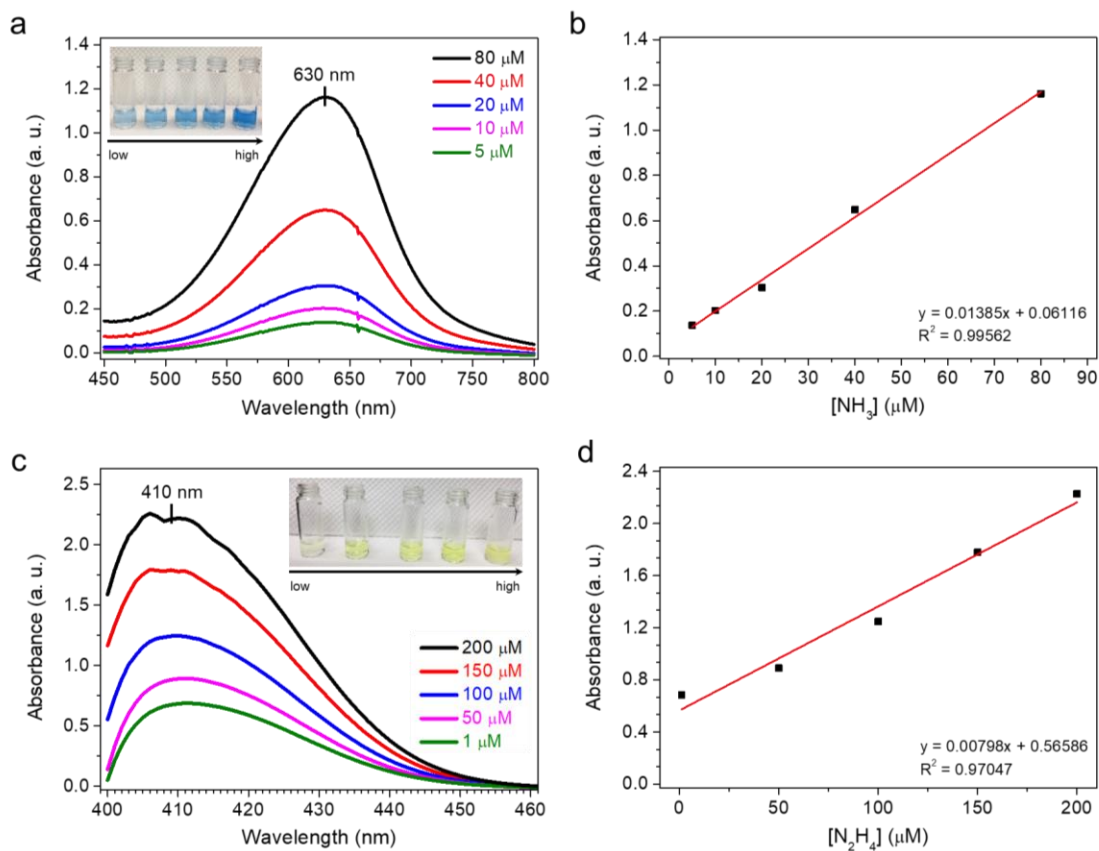 a
1.4
1.2
1.0
0.8
0.6
0.4
0.2
0.0
Absorbance (a. u.)
low
high
630 nm
80 μM
40 μM
20 μM
10 μM
5 μM
450 500 550 600 650 700 750 800
Wavelength (nm)
b
1.4
1.2
1.0
0.8
0.6
0.4
0.2
0.0
Absorbance (a. u.)
y = 0.01385x + 0.06116
R² = 0.99562
0 10 20 30 40 50 60 70 80 90
[NH₃] (μM)
c
2.5
2.0
1.5
1.0
0.5
0.0
Absorbance (a. u.)
410 nm
low
high
200 μM
150 μM
100 μM
50 μM
1 μM
400 410 420 430 440 450 460
Wavelength (nm)
d
2.4
2.0
1.6
1.2
0.8
0.4
0.0
Absorbance (a. u.)
y = 0.00798x + 0.56586
R² = 0.97047
0 50 100 150 200
[N₂H₄] (μM)